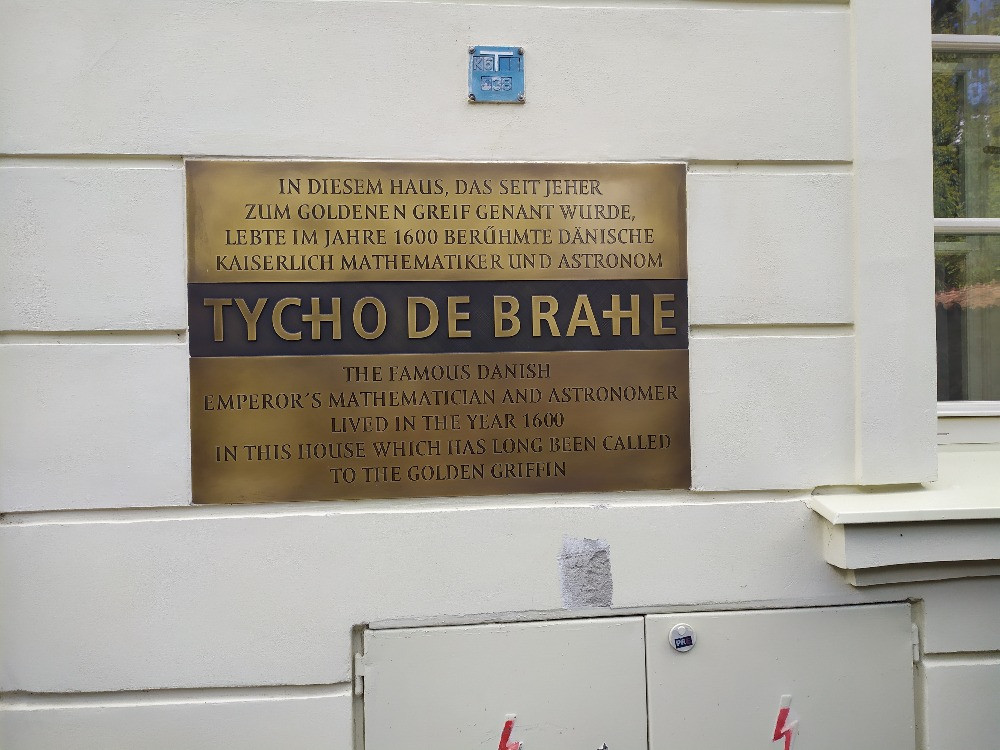 T
IN DIESEM HAUS, DAS SEIT JEHER
ZUM GOLDENEN GREIF GENANT WURDE,
LEBTE IM JAHRE 1600 BERŰHMTE DÄNISCHE
KAISERLICH MATHEMATIKER UND ASTRONOM
TYCHO DE BRAHE
THE FAMOUS DANISH
EMPEROR´S MATHEMATICIAN AND ASTRONOMER
LIVED IN THE YEAR 1600
IN THIS HOUSE WHICH HAS LONG BEEN CALLED
TO THE GOLDEN GRIFFIN